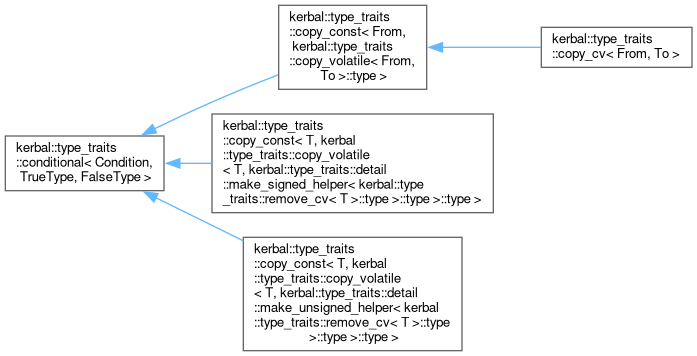 kerbal::type_traits
::conditional< Condition,
TrueType, FalseType >
kerbal::type_traits
::copy_const< From,
kerbal::type_traits
::copy_volatile< From,
To >::type >
kerbal::type_traits
::copy_cv< From, To >
kerbal::type_traits
::copy_const< T, kerbal
::type_traits::copy_volatile
< T, kerbal::type_traits::detail
::make_signed_helper< kerbal::type
_traits::remove_cv< T >::type >::type >::type >
kerbal::type_traits
::copy_const< T, kerbal
::type_traits::copy_volatile
< T, kerbal::type_traits::detail
::make_unsigned_helper< kerbal
::type_traits::remove_cv< T >::type
>::type >::type >